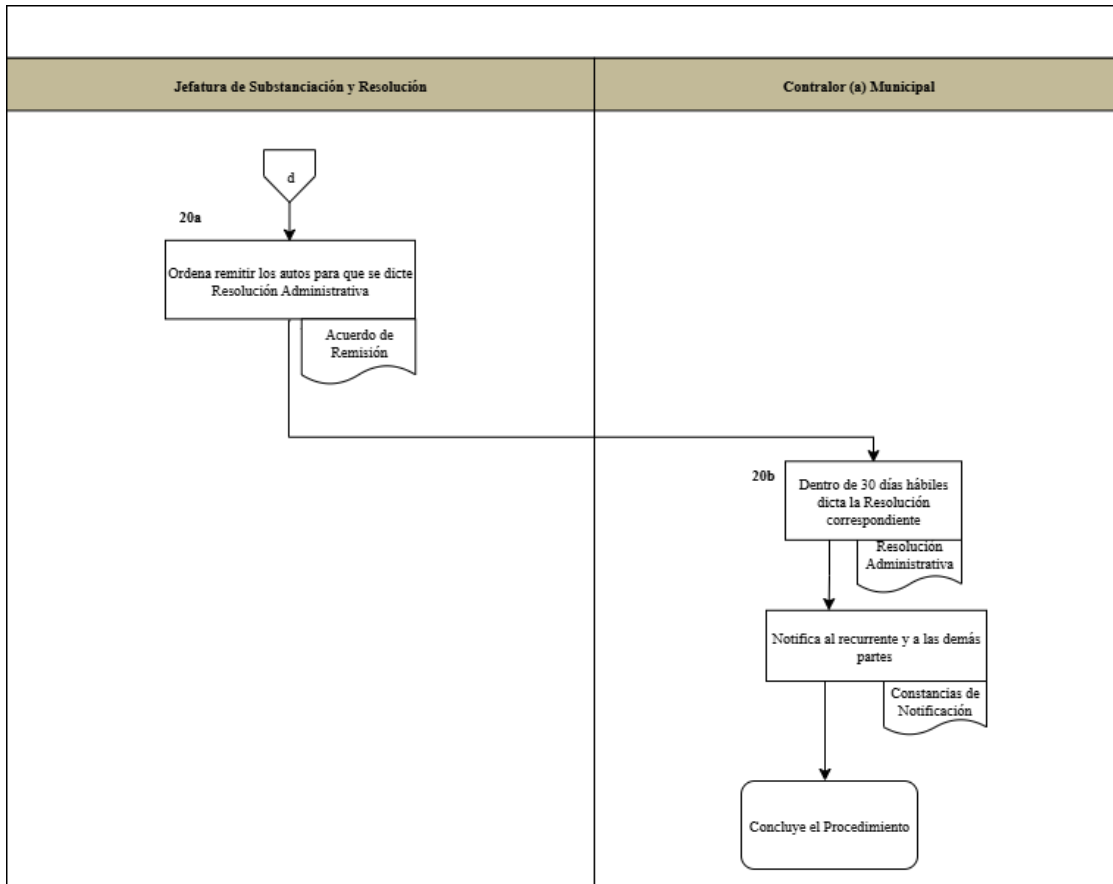 Jefatura de Substanciación y Resolución
Contralor (a) Municipal
d
20a
Ordena remitir los autos para que se dicte
Resolución Administrativa
Acuerdo de
Remisión
20b
Dentro de 30 días hábiles
dicta la Resolución
correspondiente
Resolución
Administrativa
Notifica al recurrente y a las demás
partes
Constancias de
Notificación
Concluye el Procedimiento